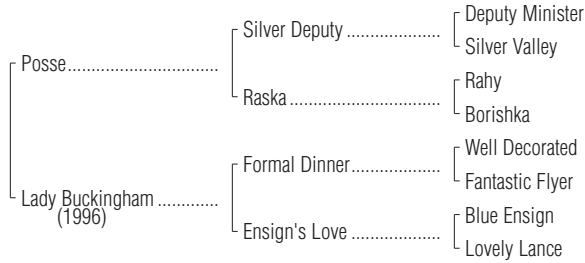 Deputy Minister
Silver Deputy ....................
Silver Valley
Posse.................................
Rahy
Raska ................................
Borishka
Well Decorated
Formal Dinner...................
Fantastic Flyer
Lady Buckingham .............
(1996)
Blue Ensign
Ensign's Love ...................
Lovely Lance